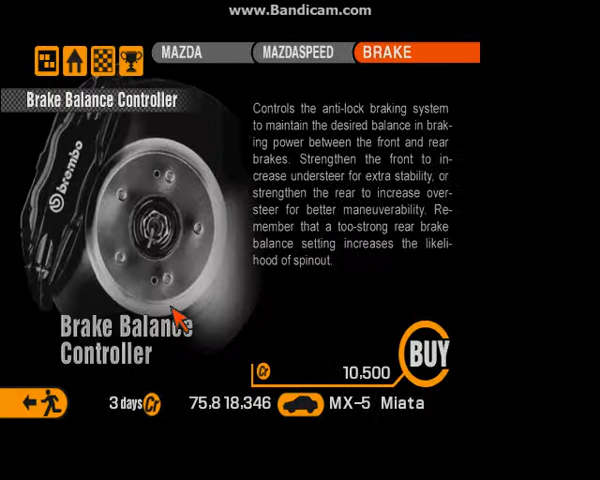 www.Bandicam.com
MAZDA MAZDASPEED BRAKE
Brake Balance Controller
Controls the anti-lock braking system
to maintain the desired balance in brak-
ing power between the front and rear
brakes. Strengthen the front to in-
crease understeer for extra stability, or
strengthen the rear to increase over-
steer for better maneuverability. Re-
member that a too-strong rear brake
balance setting increases the likeli-
hood of spinout.
brembo
Brake Balance
Controller
Cr 10,500
BUY
3 days Cr 75,818,346 MX-5 Miata